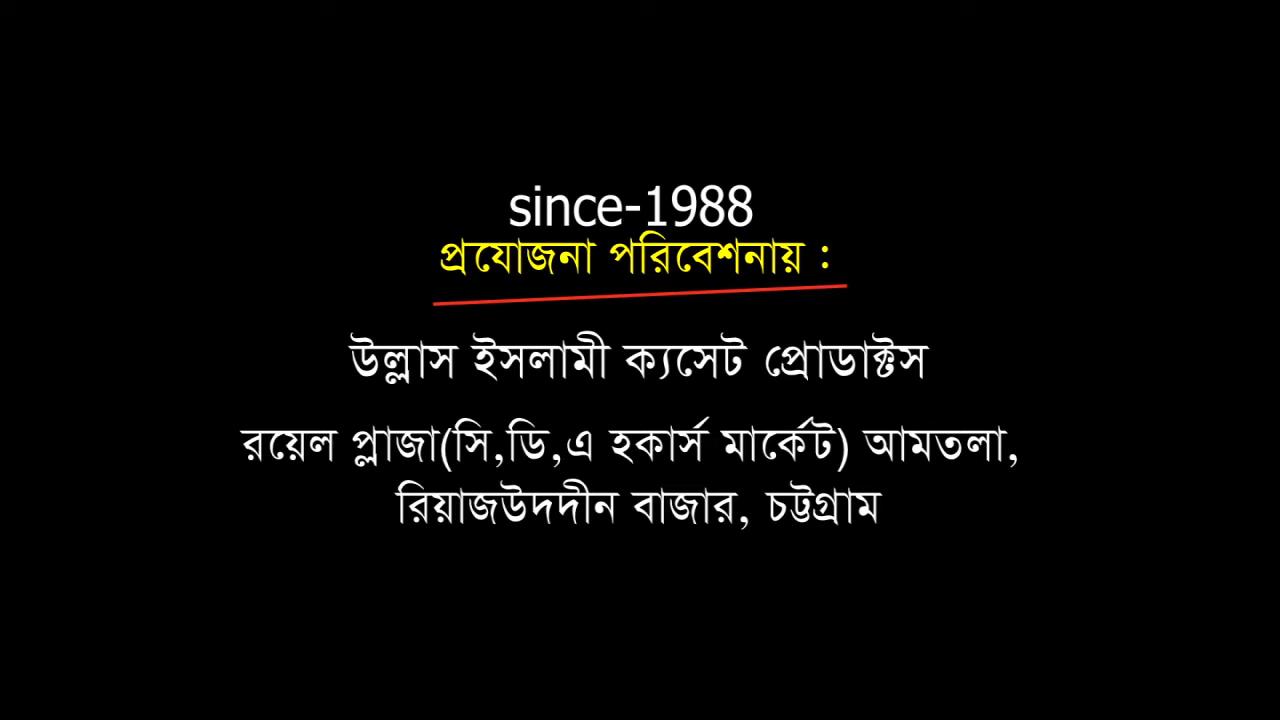 since-1988
প্রযোজনা পরিবেশনায় :
উল্লাস ইসলামী ক্যসেট প্রোডাক্টস
রয়েল প্লাজা(সি,ডি,এ হকার্স মার্কেট) আমতলা,
রিয়াজউদদীন বাজার, চট্টগ্রাম